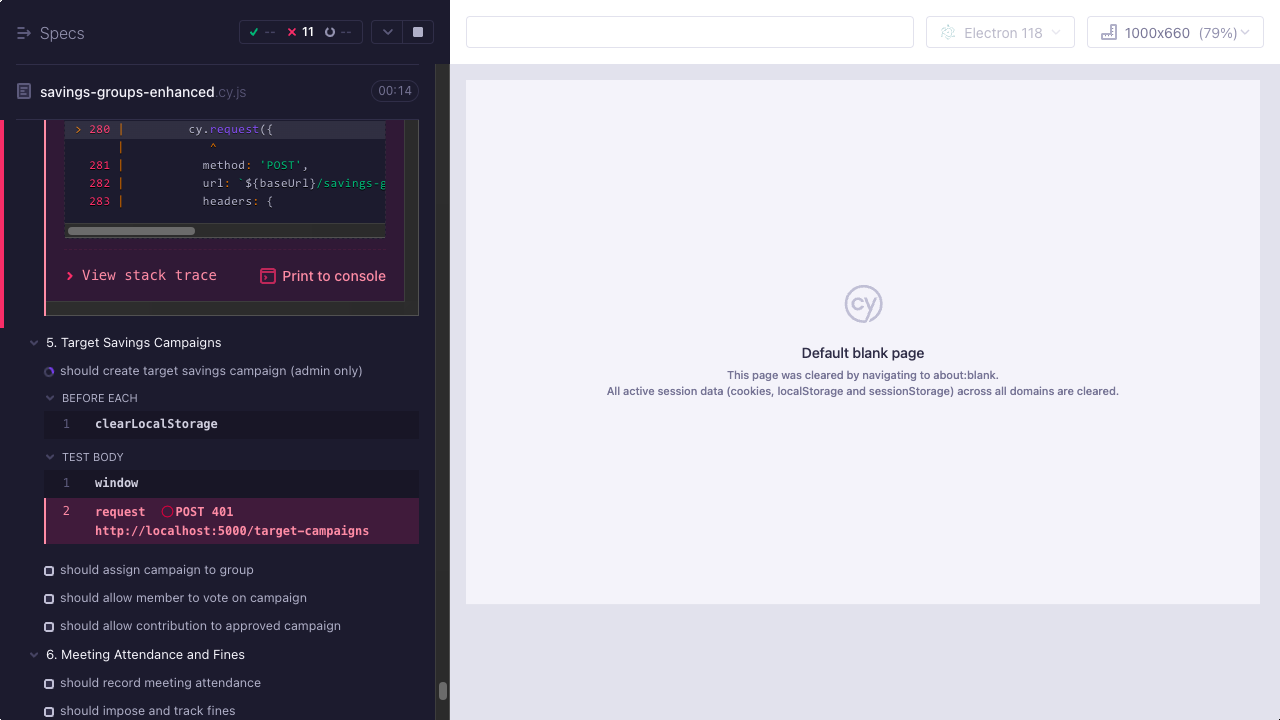 Specs
-- 11 --
savings-groups-enhanced.cy.js
00:14
> 280 | cy.request({
| ^
281 | method: 'POST',
282 | url: `${baseUrl}/savings-g
283 | headers: {
View stack trace
Print to console
5. Target Savings Campaigns
should create target savings campaign (admin only)
BEFORE EACH
1 clearLocalStorage
TEST BODY
1 window
2 request POST 401
http://localhost:5000/target-campaigns
should assign campaign to group
should allow member to vote on campaign
should allow contribution to approved campaign
6. Meeting Attendance and Fines
should record meeting attendance
should impose and track fines
Electron 118
1000x660 (79%)
cy
Default blank page
This page was cleared by navigating to about:blank.
All active session data (cookies, localStorage and sessionStorage) across all domains are cleared.